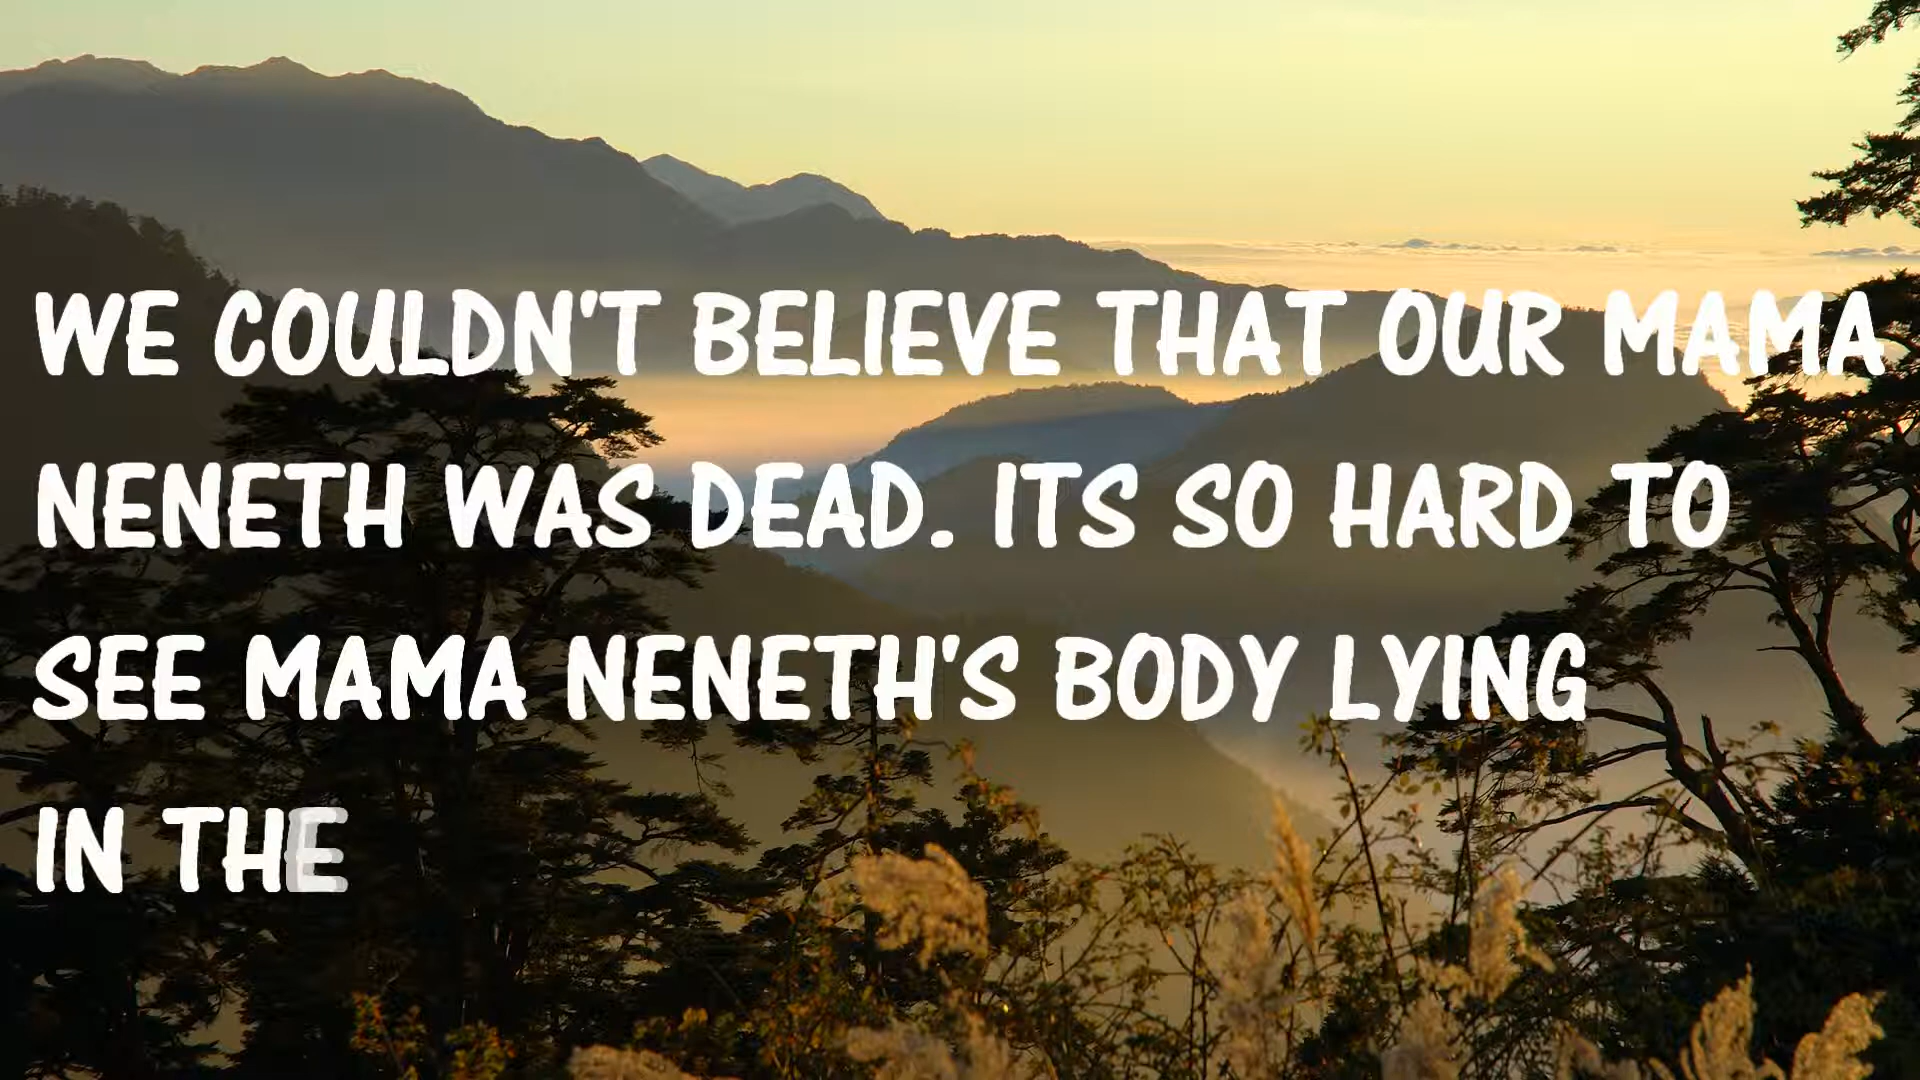 WE COULDN'T BELIEVE THAT OUR MAMA
NENETH WAS DEAD. ITS SO HARD TO
SEE MAMA NENETH'S BODY LYING
IN THE